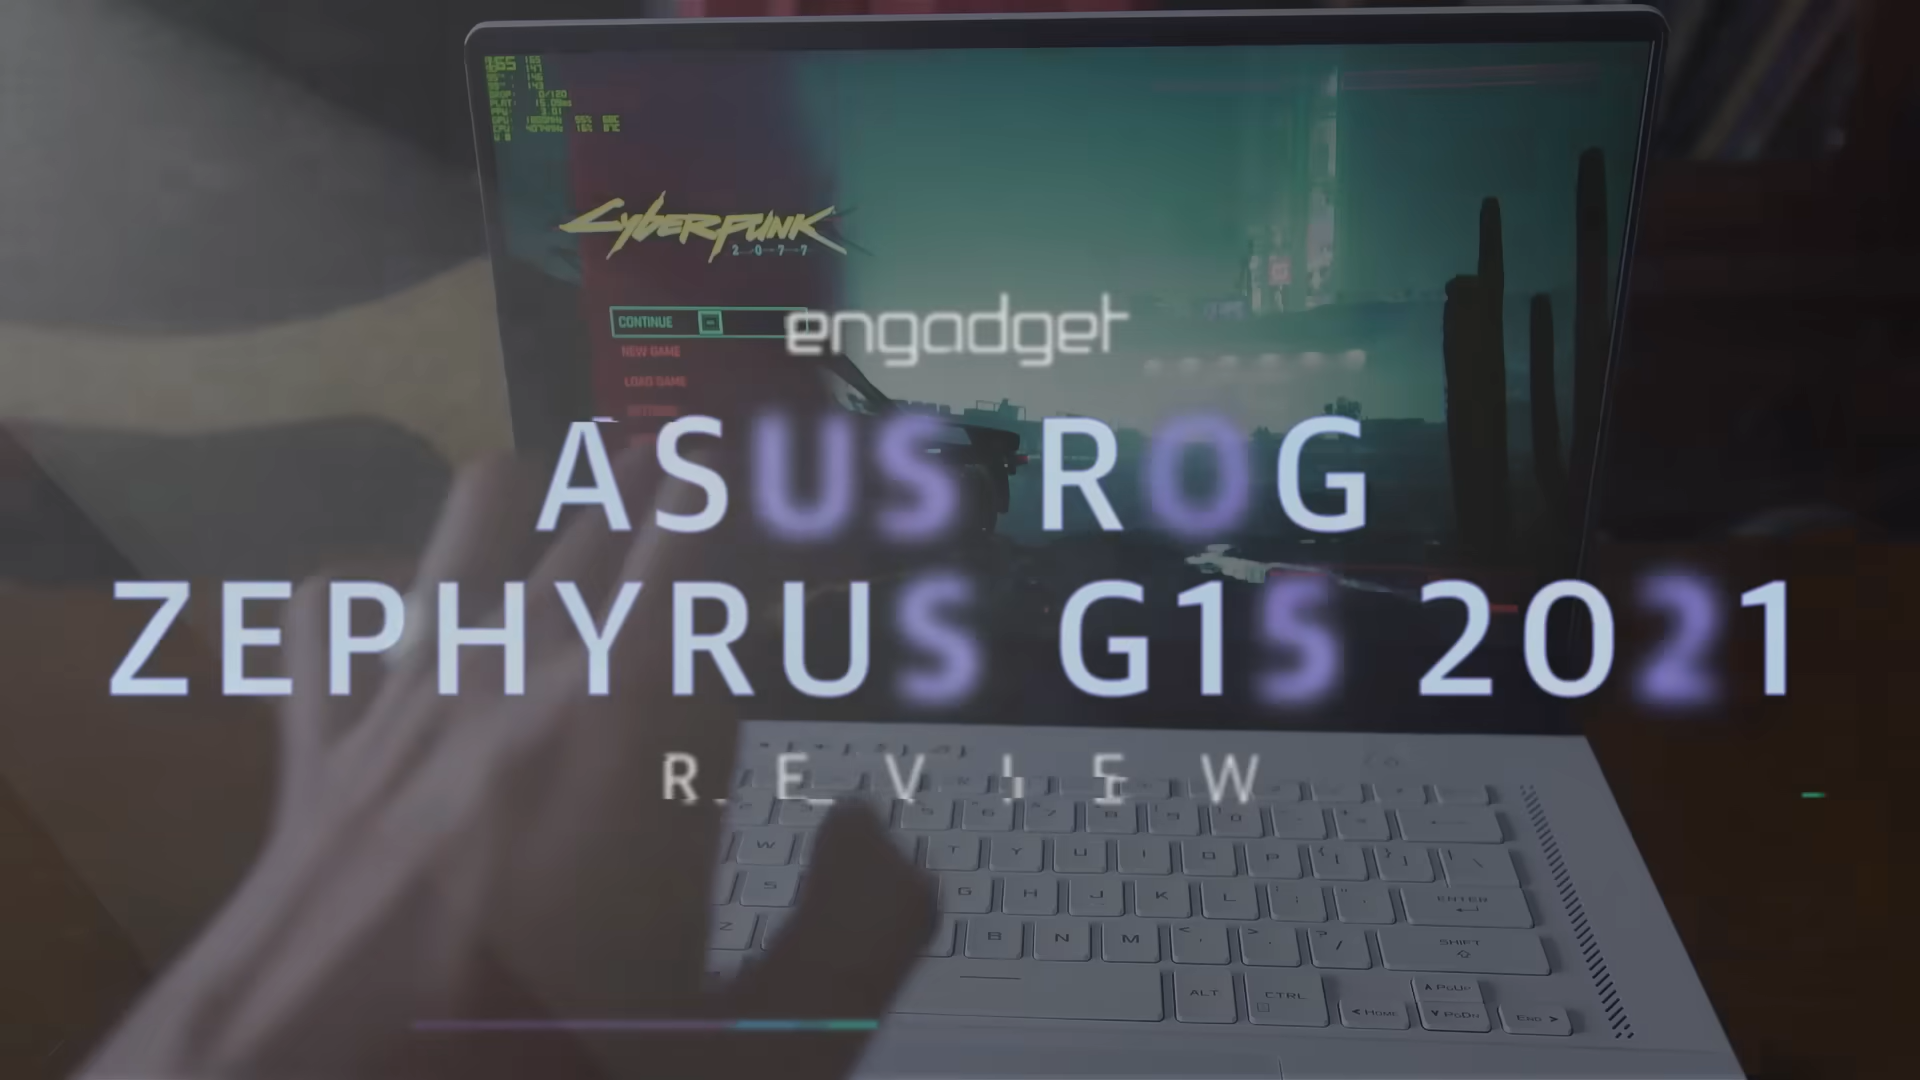 CYBERPUNK
2077
CONTINUE
NEW GAME
LOAD GAME
engadget
ASUS ROG
ZEPHYRUS G15 2021
REVIEW
W T Y U I O P
S G H J K L ENTER
Z B N M SHIFT
ALT CTRL PgUp
Home PgDn End